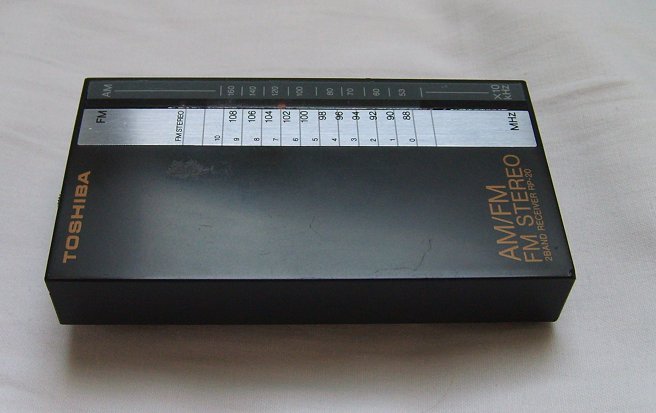 AM 160 140 120 100 80 70 60 53 X10 kHz
FM 108 106 104 102 100 98 96 94 92 90 88 MHz
FM STEREO 10 9 8 7 6 5 4 3 2 1 0
TOSHIBA
AM/FM
FM STEREO
2BAND RECEIVER RP-20